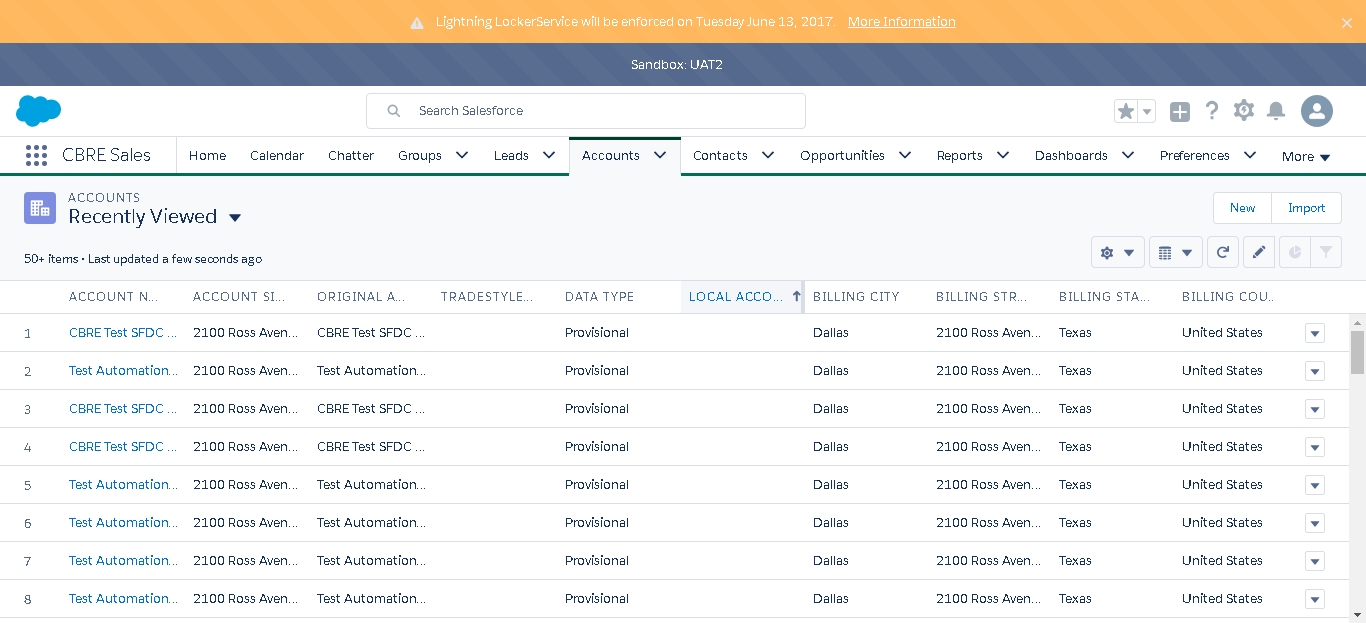 Lightning LockerService will be enforced on Tuesday June 13, 2017. More Information
Sandbox: UAT2
Search Salesforce
CBRE Sales Home Calendar Chatter Groups Leads Accounts Contacts Opportunities Reports Dashboards Preferences More
ACCOUNTS
Recently Viewed
New Import
50+ items • Last updated a few seconds ago
ACCOUNT N... ACCOUNT SI... ORIGINAL A... TRADESTYLE... DATA TYPE LOCAL ACCO... BILLING CITY BILLING STR... BILLING STA... BILLING COU...
1 CBRE Test SFDC ... 2100 Ross Aven... CBRE Test SFDC ... Provisional Dallas 2100 Ross Aven... Texas United States
2 Test Automation... 2100 Ross Aven... Test Automation... Provisional Dallas 2100 Ross Aven... Texas United States
3 CBRE Test SFDC ... 2100 Ross Aven... CBRE Test SFDC ... Provisional Dallas 2100 Ross Aven... Texas United States
4 CBRE Test SFDC ... 2100 Ross Aven... CBRE Test SFDC ... Provisional Dallas 2100 Ross Aven... Texas United States
5 Test Automation... 2100 Ross Aven... Test Automation... Provisional Dallas 2100 Ross Aven... Texas United States
6 Test Automation... 2100 Ross Aven... Test Automation... Provisional Dallas 2100 Ross Aven... Texas United States
7 Test Automation... 2100 Ross Aven... Test Automation... Provisional Dallas 2100 Ross Aven... Texas United States
8 Test Automation... 2100 Ross Aven... Test Automation... Provisional Dallas 2100 Ross Aven... Texas United States